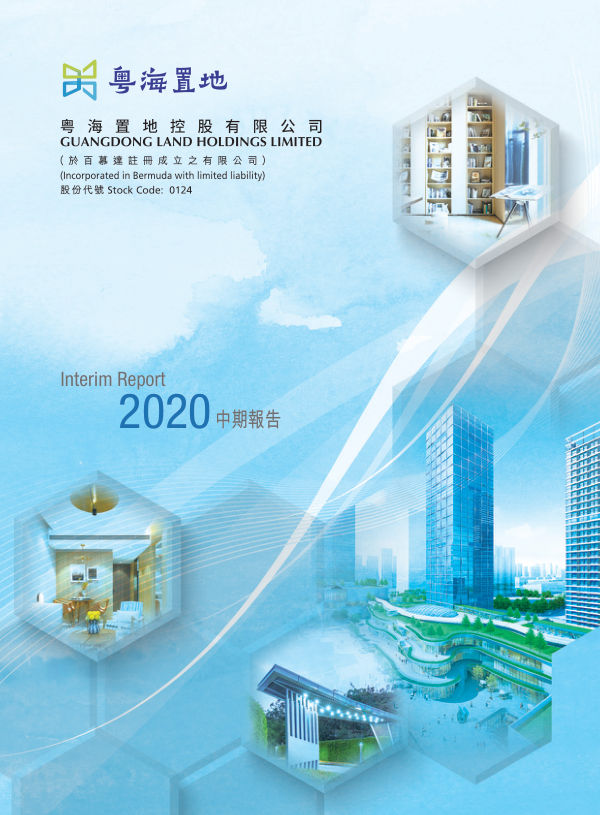 粤海置地
粤海置地控股有限公司
GUANGDONG LAND HOLDINGS LIMITED
(於百慕達註冊成立之有限公司)
(Incorporated in Bermuda with limited liability)
股份代號 Stock Code: 0124
Interim Report
2020 中期報告